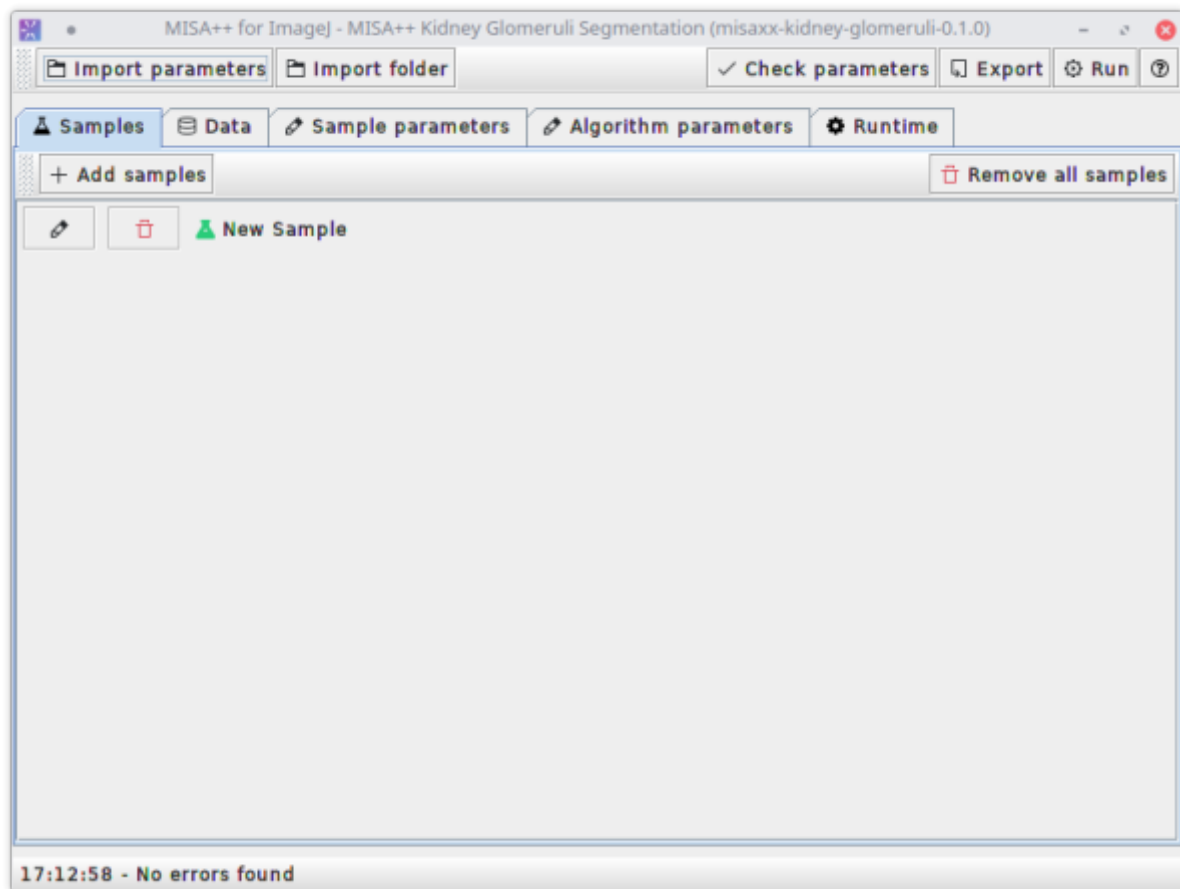 MISA++ for ImageJ - MISA++ Kidney Glomeruli Segmentation (misaxx-kidney-glomeruli-0.1.0)
Import parameters Import folder Check parameters Export Run
Samples Data Sample parameters Algorithm parameters Runtime
+ Add samples Remove all samples
New Sample
17:12:58 - No errors found